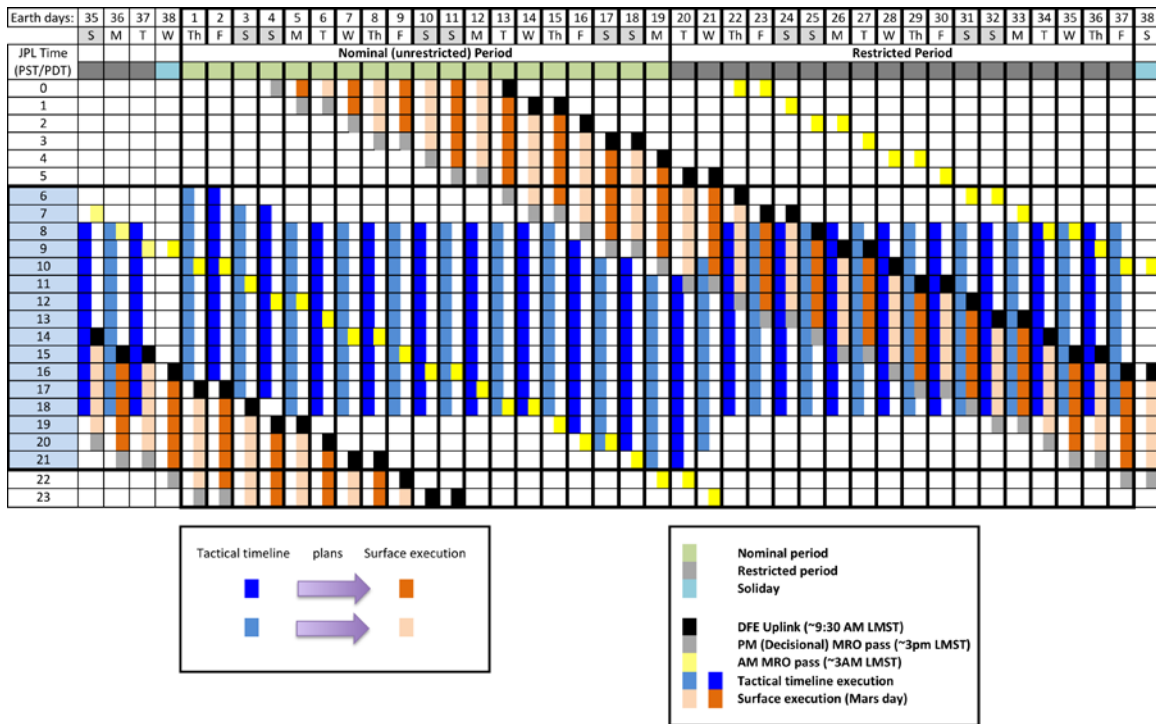 Earth days: 35 36 37 38 1 2 3 4 5 6 7 8 9 10 11 12 13 14 15 16 17 18 19 20 21 22 23 24 25 26 27 28 29 30 31 32 33 34 35 36 37 38
S M T W Th F S S M T W Th F S S M T W Th F S S M T W Th F S S M T W Th F S S M T W Th F S
JPL Time Nominal (unrestricted) Period Restricted Period
(PST/PDT)
0
1
2
3
4
5
6
7
8
9
10
11
12
13
14
15
16
17
18
19
20
21
22
23
Tactical timeline plans Surface execution
Nominal period
Restricted period
Soliday
DFE Uplink (~9:30 AM LMST)
PM (Decisional) MRO pass (~3pm LMST)
AM MRO pass (~3AM LMST)
Tactical timeline execution
Surface execution (Mars day)